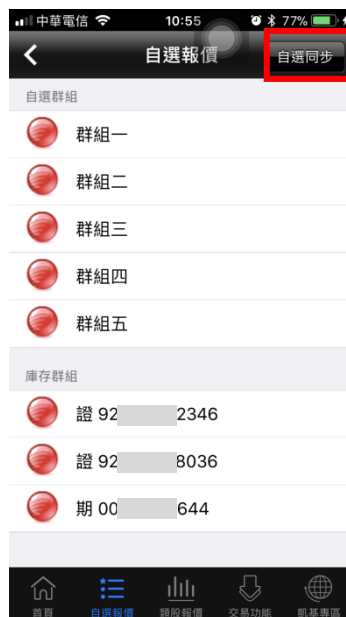 中華電信 10:55 77%
自選報價 自選同步
自選群組
群組一
群組二
群組三
群組四
群組五
庫存群組
證 92 2346
證 92 8036
期 00 644
首頁 自選報價 類股報價 交易功能 凱基專區